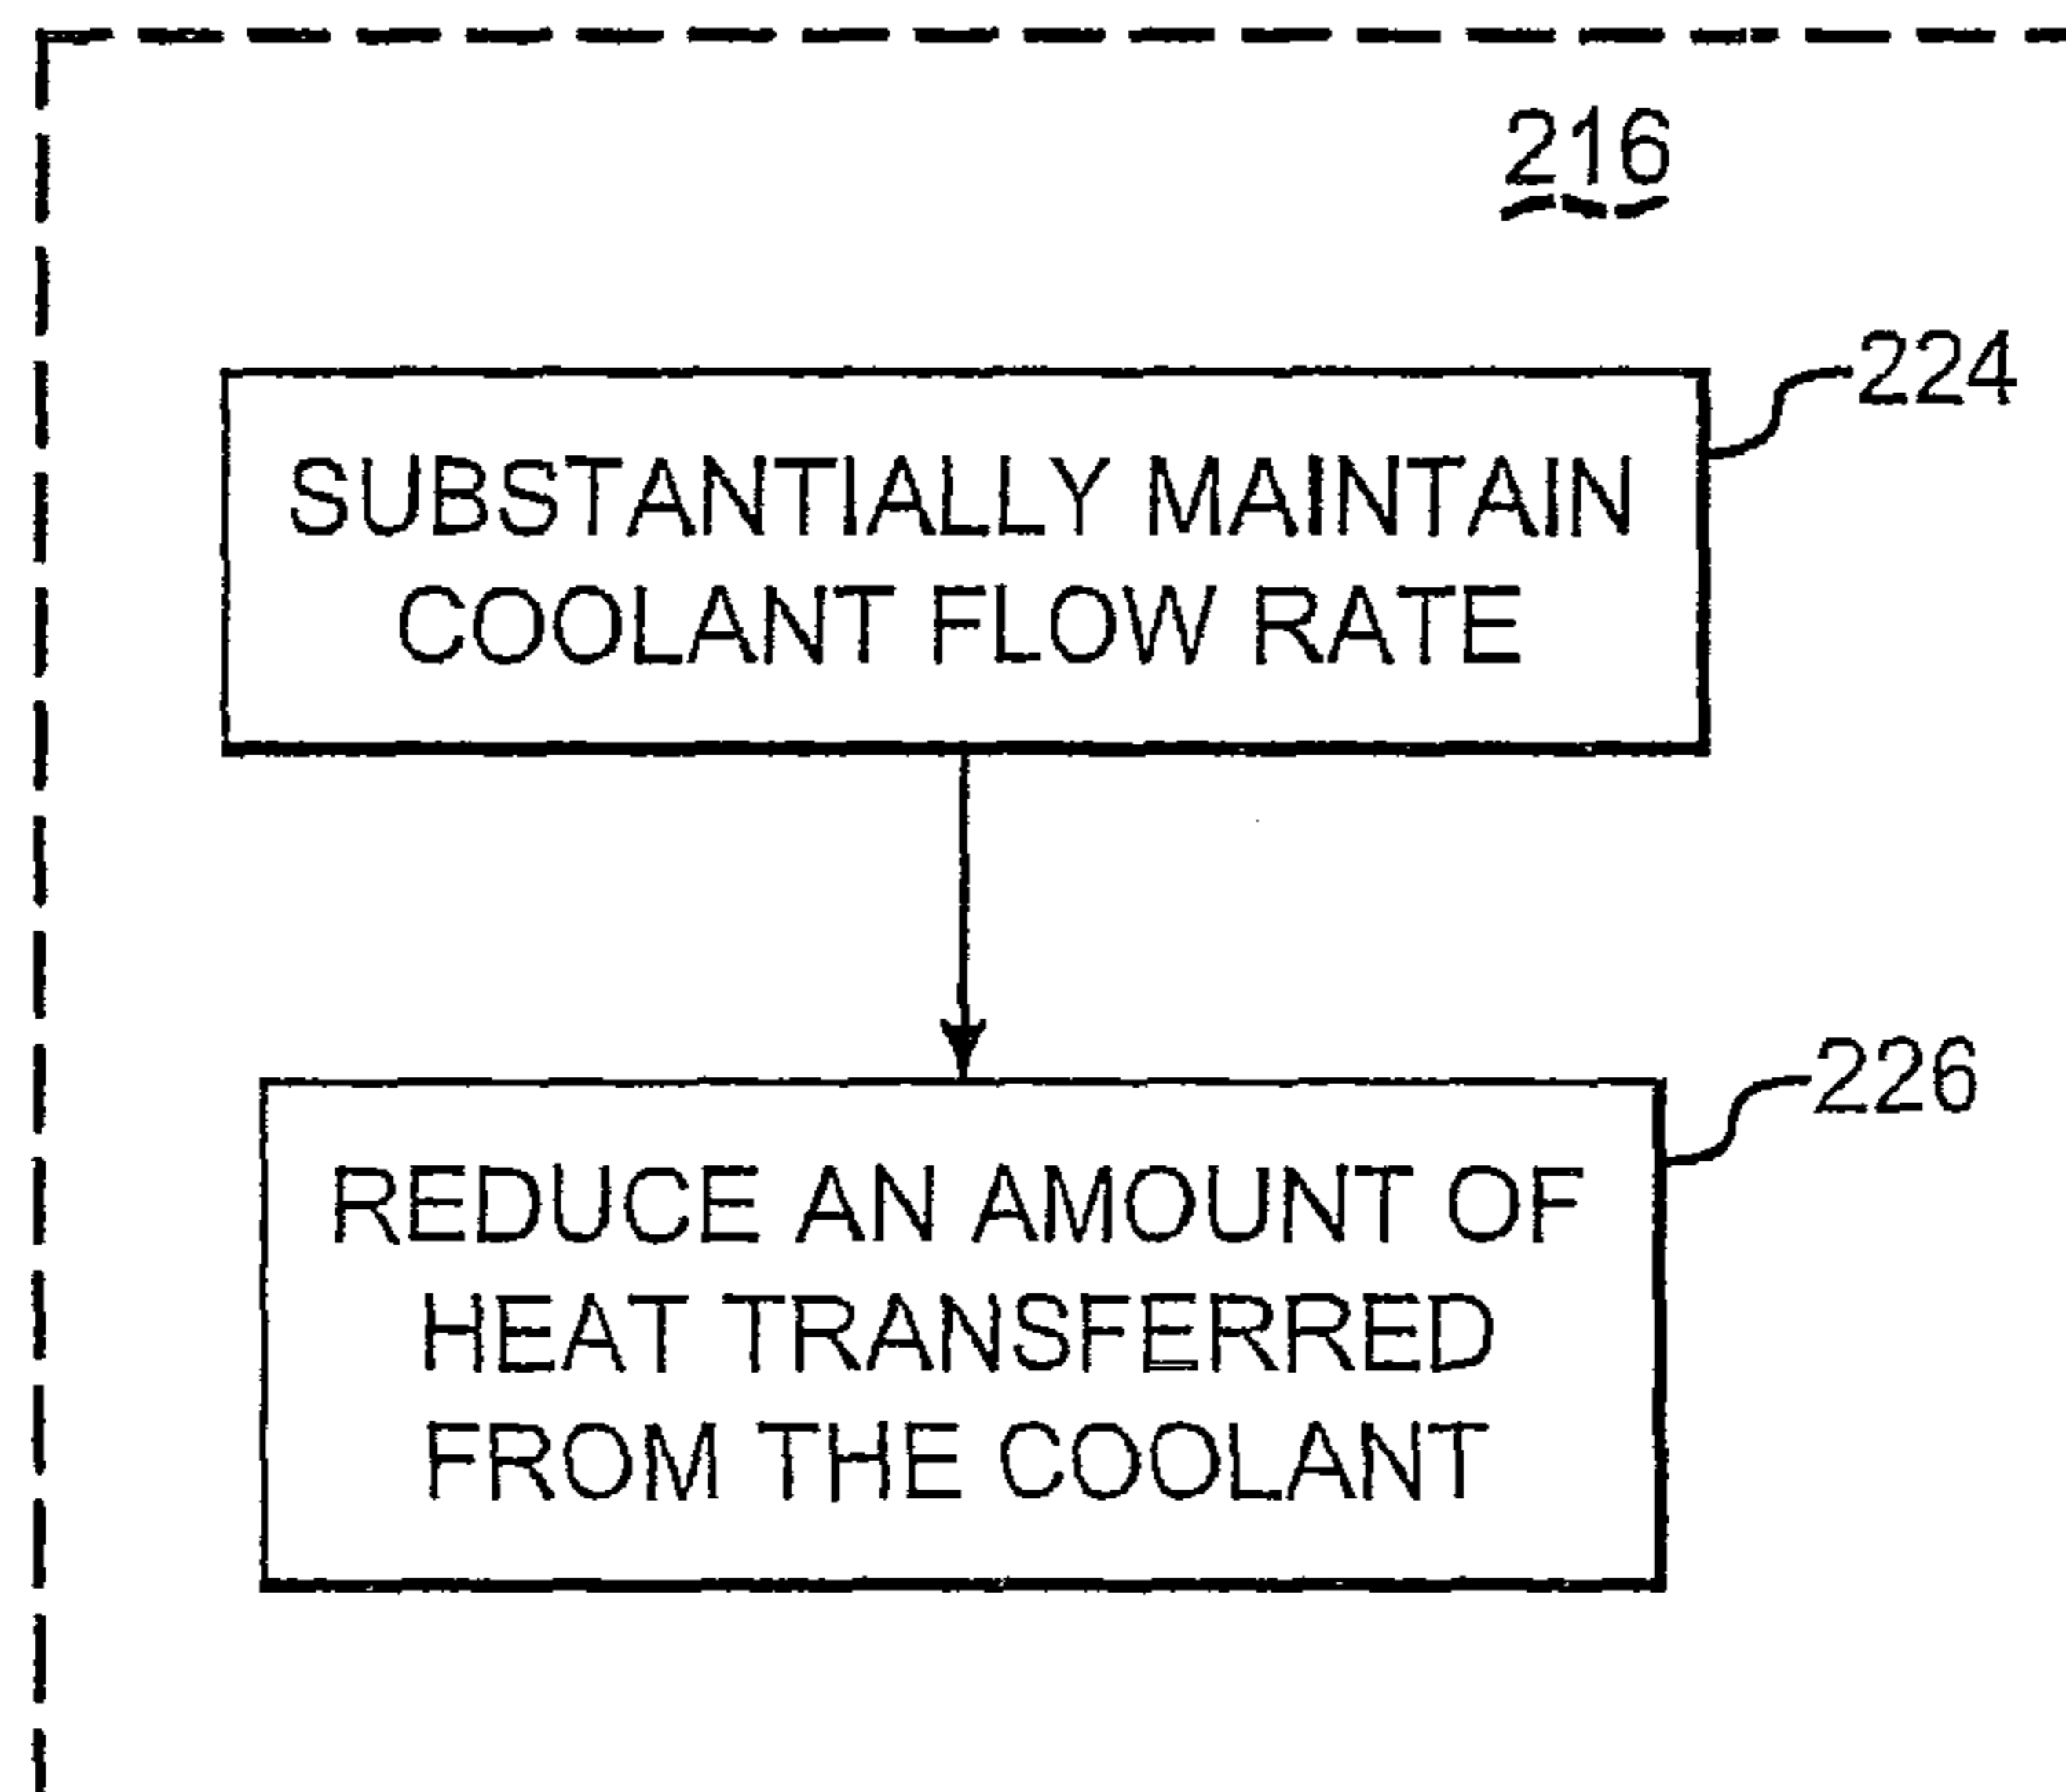 216
224
SUBSTANTIALLY MAINTAIN
COOLANT FLOW RATE
226
REDUCE AN AMOUNT OF
HEAT TRANSFERRED
FROM THE COOLANT